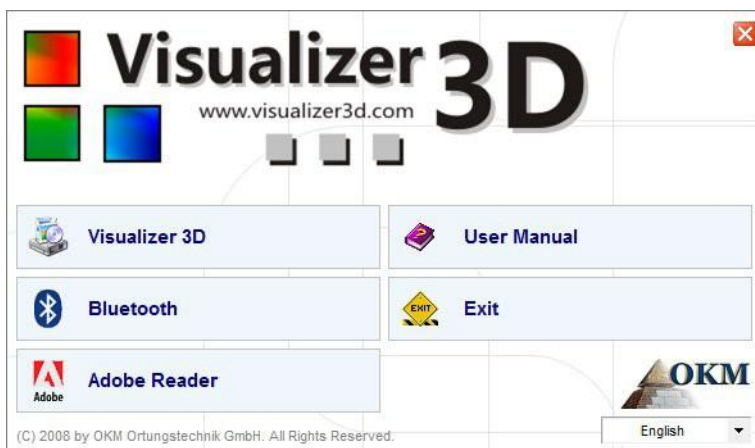 Visualizer 3D
www.visualizer3d.com
Visualizer 3D
User Manual
Bluetooth
EXIT
Exit
Adobe
Adobe Reader
OKM
(C) 2008 by OKM Ortungstechnik GmbH. All Rights Reserved.
English